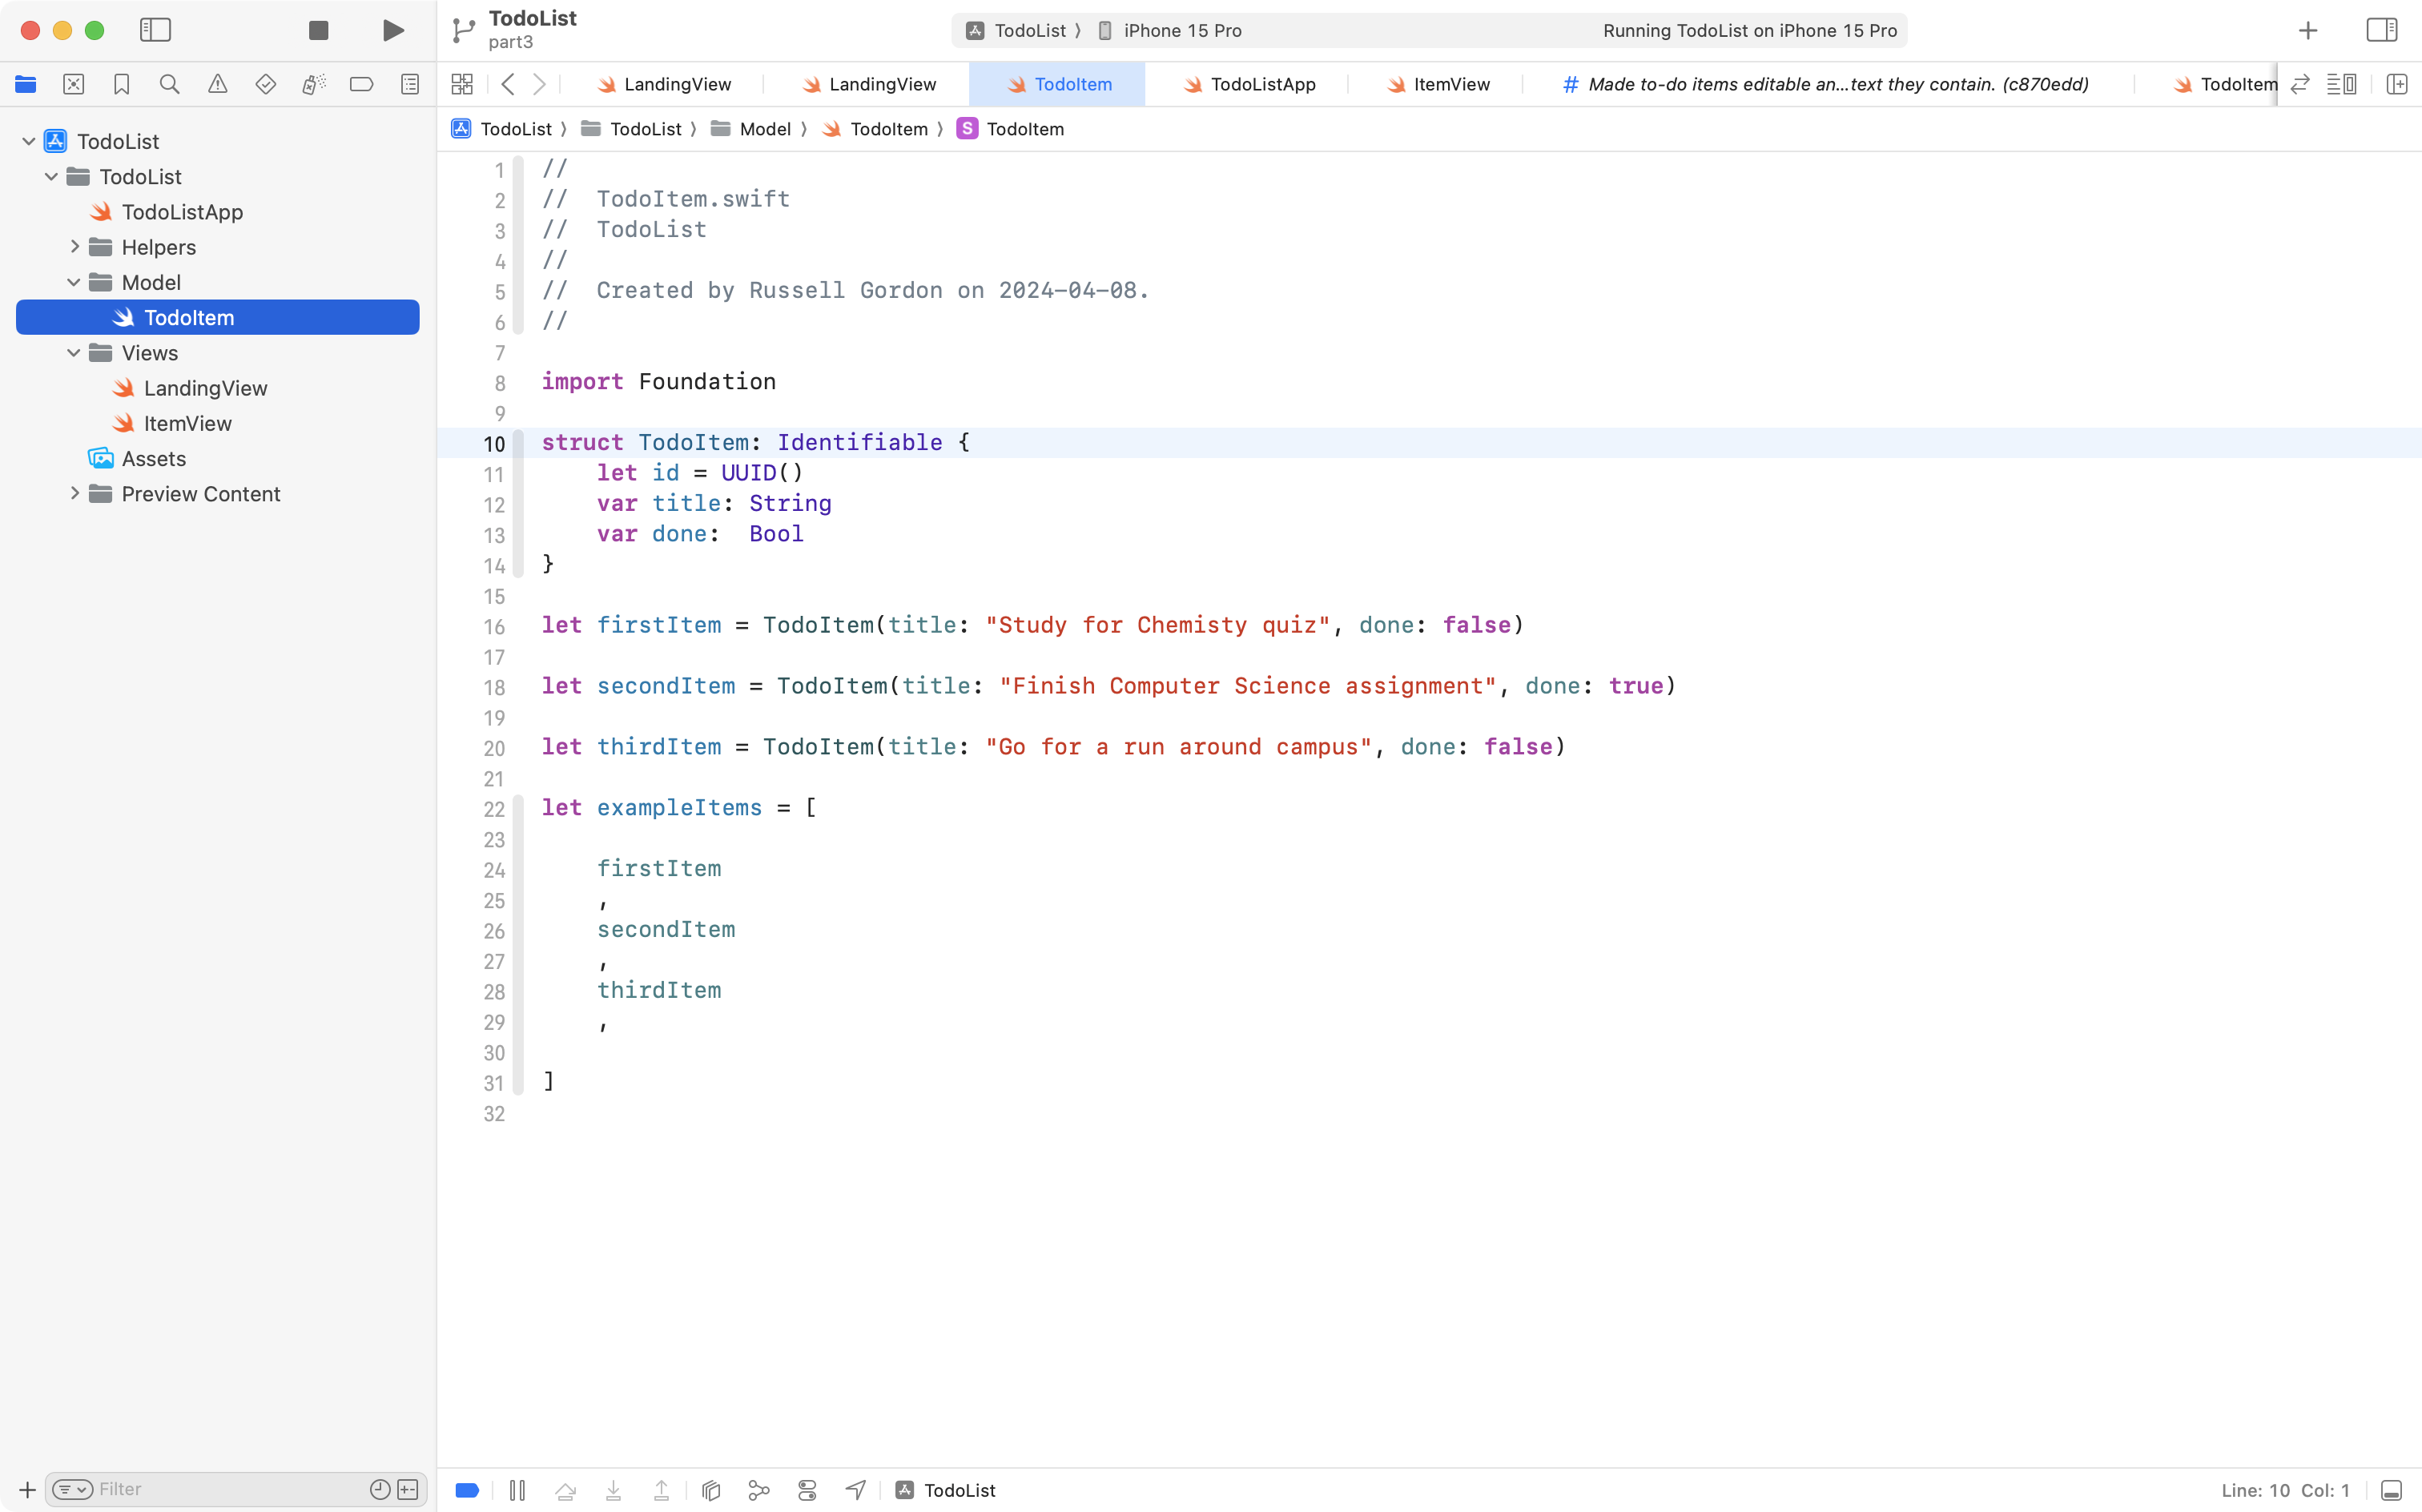 TodoList
part3
TodoList
iPhone 15 Pro
Running TodoList on iPhone 15 Pro
LandingView
LandingView
TodoItem
TodoListApp
ItemView
# Made to-do items editable an...text they contain. (c870edd)
TodoItem
TodoList
TodoList
Model
TodoItem
S TodoItem
TodoList
TodoList
TodoListApp
Helpers
Model
TodoItem
Views
LandingView
ItemView
Assets
Preview Content
1 //
2 //  TodoItem.swift
3 //  TodoList
4 //
5 //  Created by Russell Gordon on 2024-04-08.
6 //
7
8 import Foundation
9
10 struct TodoItem: Identifiable {
11     let id = UUID()
12     var title: String
13     var done:  Bool
14 }
15
16 let firstItem = TodoItem(title: "Study for Chemisty quiz", done: false)
17
18 let secondItem = TodoItem(title: "Finish Computer Science assignment", done: true)
19
20 let thirdItem = TodoItem(title: "Go for a run around campus", done: false)
21
22 let exampleItems = [
23
24     firstItem
25     ,
26     secondItem
27     ,
28     thirdItem
29     ,
30
31 ]
32
Filter
TodoList
Line: 10  Col: 1